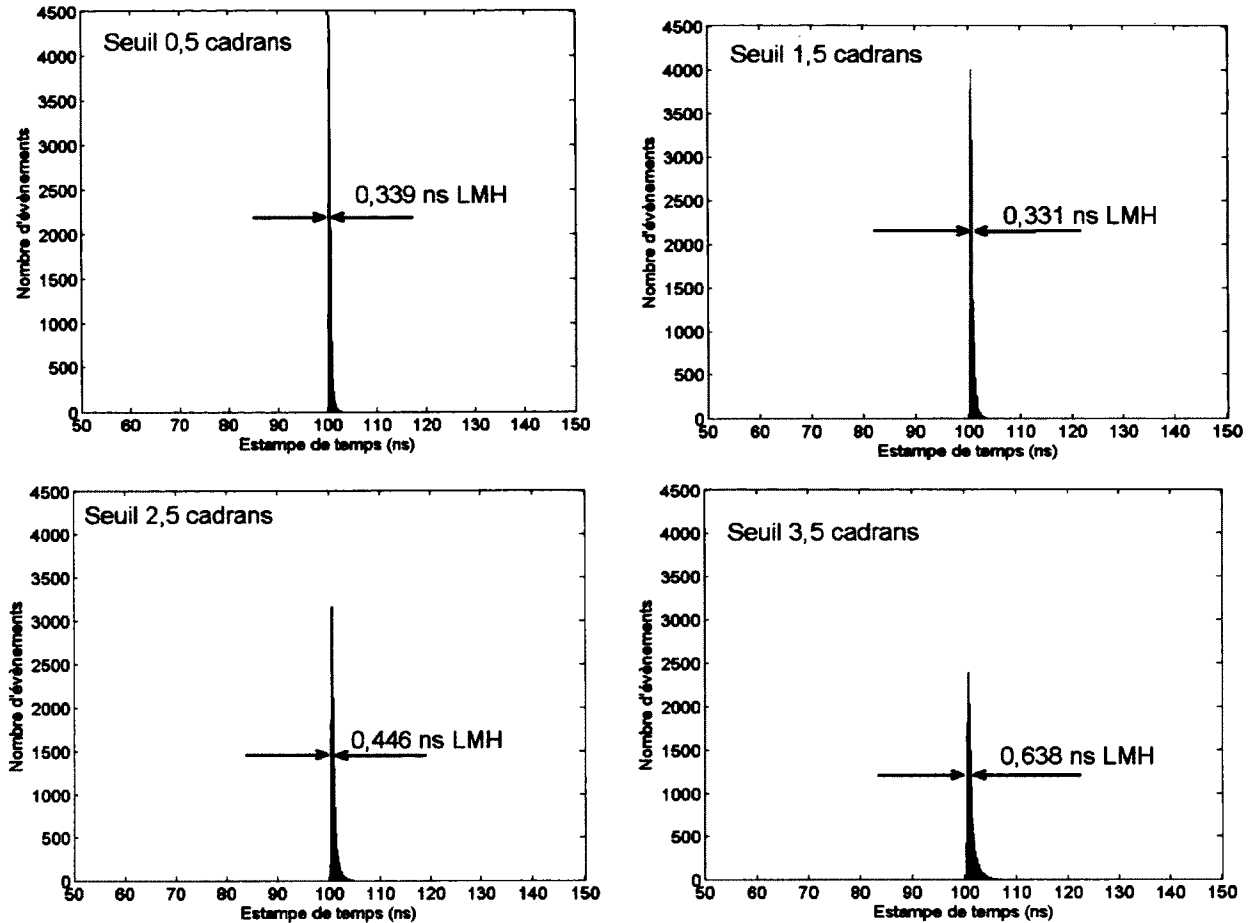 Seuil 0,5 cadrans
0,339 ns LMH
Nombre d'évènements
4500
4000
3500
3000
2500
2000
1500
1000
500
0
50 60 70 80 90 100 110 120 130 140 150
Estampe de temps (ns)
Seuil 1,5 cadrans
0,331 ns LMH
Nombre d'évènements
4500
4000
3500
3000
2500
2000
1500
1000
500
0
50 60 70 80 90 100 110 120 130 140 150
Estampe de temps (ns)
Seuil 2,5 cadrans
0,446 ns LMH
Nombre d'évènements
4500
4000
3500
3000
2500
2000
1500
1000
500
0
50 60 70 80 90 100 110 120 130 140 150
Estampe de temps (ns)
Seuil 3,5 cadrans
0,638 ns LMH
Nombre d'évènements
4500
4000
3500
3000
2500
2000
1500
1000
500
0
50 60 70 80 90 100 110 120 130 140 150
Estampe de temps (ns)